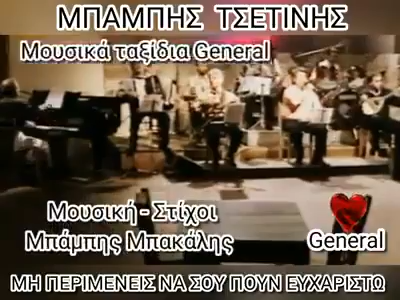 ΜΠΑΜΠΗΣ ΤΣΕΤΙΝΗΣ
Μουσικά ταξίδια General
Μουσική - Στίχοι
Μπάμπης Μπακάλης
General
ΜΗ ΠΕΡΙΜΕΝΕΙΣ ΝΑ ΣΟΥ ΠΟΥΝ ΕΥΧΑΡΙΣΤΩ